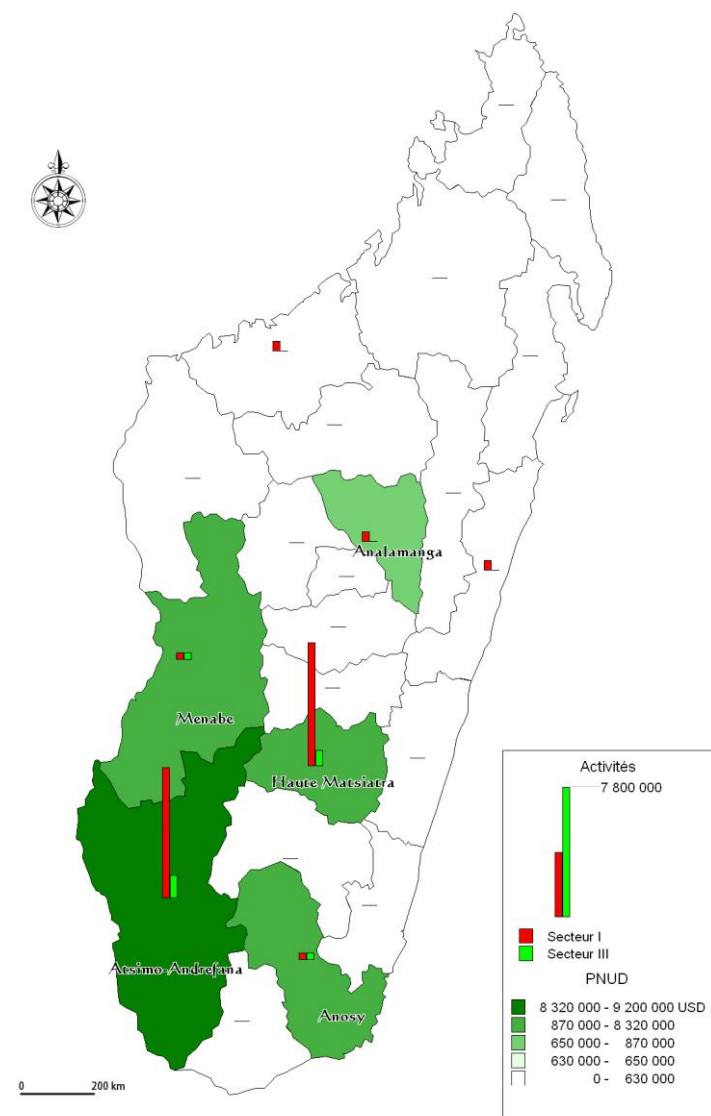 Analamanga
Menabe
Haute Matsiatra
Atsimo-Andrefana
Anosy
0 200 km
Activités
7 800 000
Secteur I
Secteur III
PNUD
8 320 000 - 9 200 000 USD
870 000 - 8 320 000
650 000 - 870 000
630 000 - 650 000
0 - 630 000